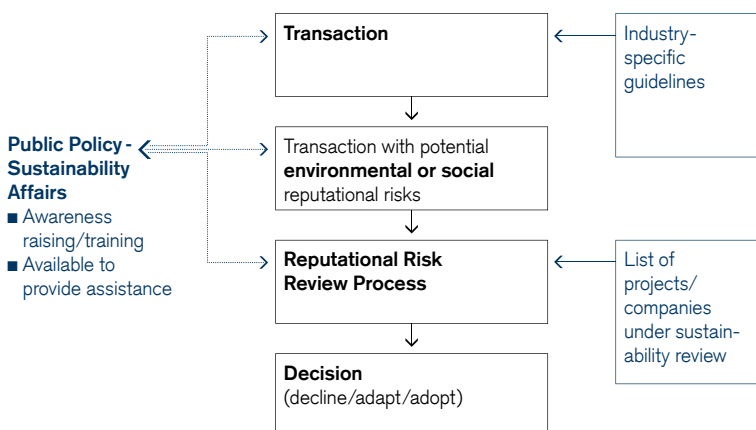 Transaction
Industry-
specific
guidelines
Public Policy -
Sustainability
Affairs
■ Awareness
raising/training
■ Available to
provide assistance
Transaction with potential
environmental or social
reputational risks
Reputational Risk
Review Process
List of
projects/
companies
under sustain-
ability review
Decision
(decline/adapt/adopt)